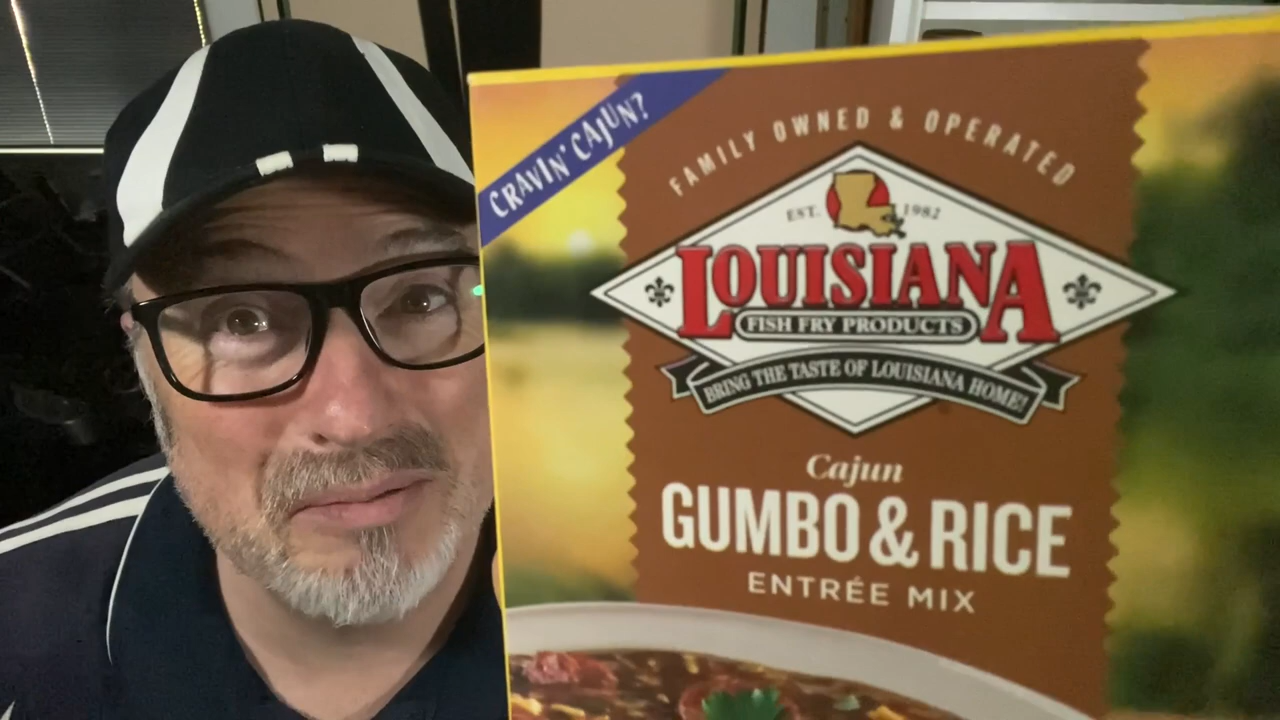 CRAVIN' CAJUN?
FAMILY OWNED & OPERATED
EST. 1982
LOUISIANA
FISH FRY PRODUCTS
BRING THE TASTE OF LOUISIANA HOME!
Cajun
GUMBO & RICE
ENTRÉE MIX